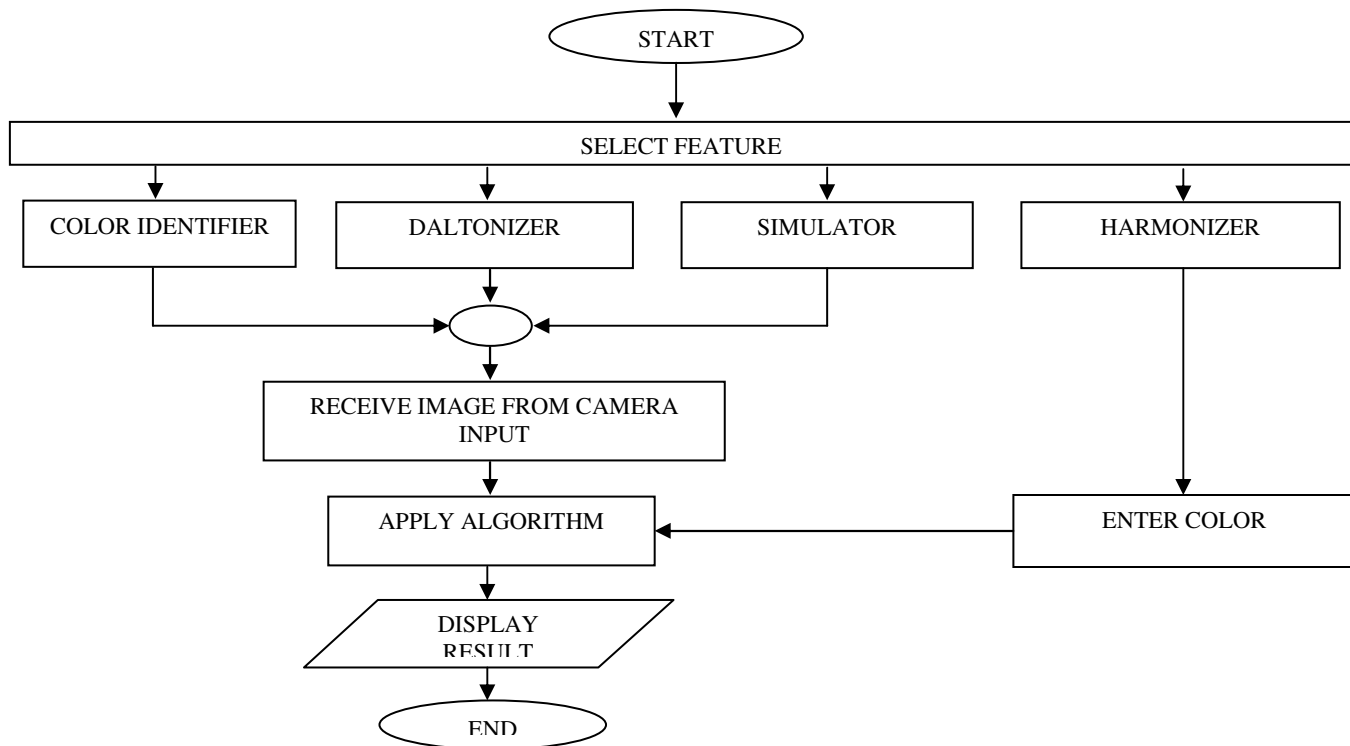 START
SELECT FEATURE
COLOR IDENTIFIER
DALTONIZER
SIMULATOR
HARMONIZER
RECEIVE IMAGE FROM CAMERA
INPUT
APPLY ALGORITHM
ENTER COLOR
DISPLAY
RESULT
END